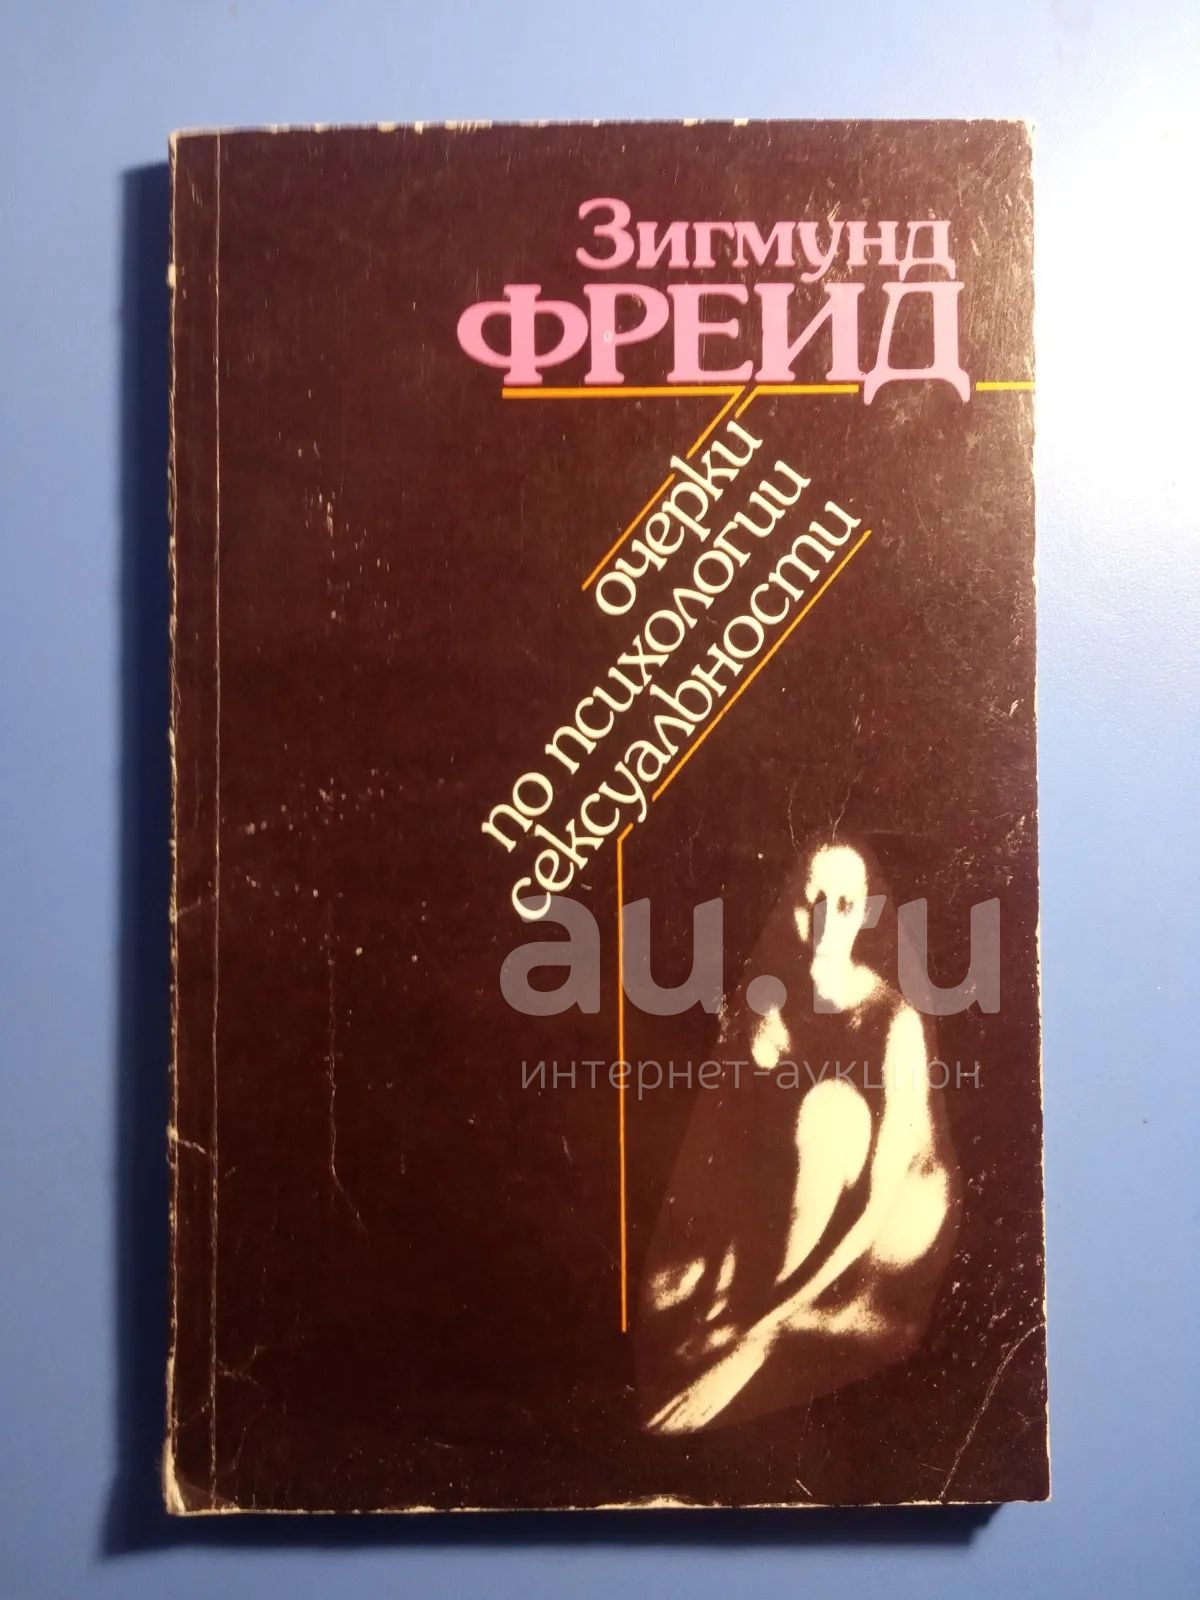 Зигмунд
ФРЕЙД
очерки
по психологии
сексуальности
au.ru
интернет-аукцион